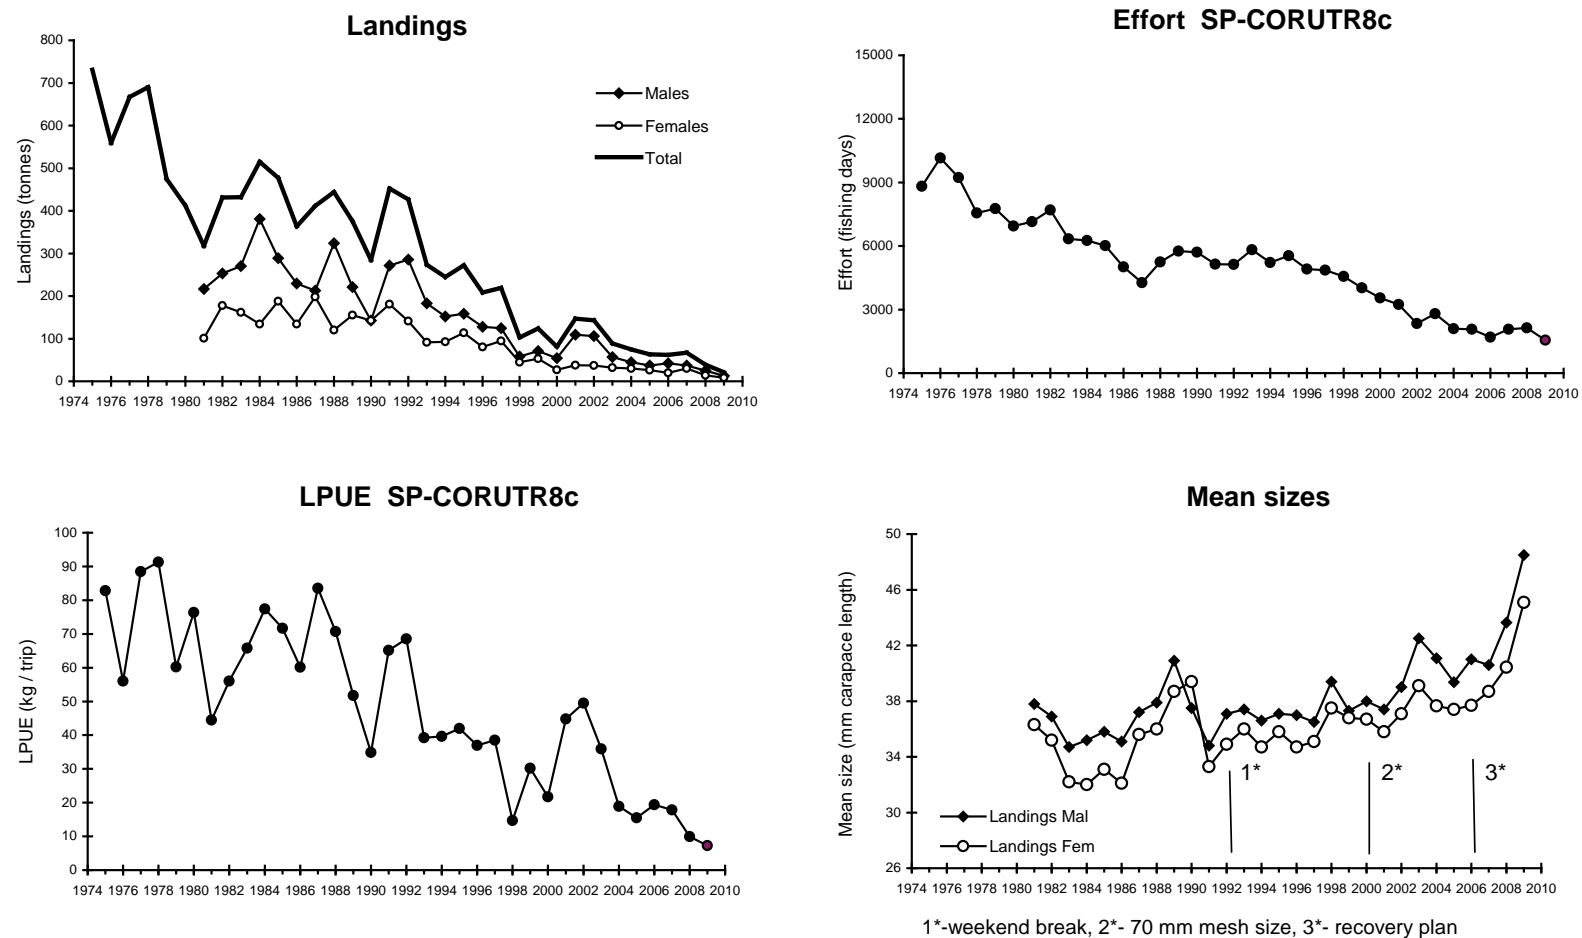 Landings
Landings (tonnes)
800
700
600
500
400
300
200
100
0
1974 1976 1978 1980 1982 1984 1986 1988 1990 1992 1994 1996 1998 2000 2002 2004 2006 2008 2010
Males
Females
Total
Effort SP-CORUTR8c
Effort (fishing days)
15000
12000
9000
6000
3000
0
1974 1976 1978 1980 1982 1984 1986 1988 1990 1992 1994 1996 1998 2000 2002 2004 2006 2008 2010
LPUE SP-CORUTR8c
LPUE (kg / trip)
100
90
80
70
60
50
40
30
20
10
0
1974 1976 1978 1980 1982 1984 1986 1988 1990 1992 1994 1996 1998 2000 2002 2004 2006 2008 2010
Mean sizes
Mean size (mm carapace length)
50
46
42
38
34
30
26
1974 1976 1978 1980 1982 1984 1986 1988 1990 1992 1994 1996 1998 2000 2002 2004 2006 2008 2010
1* 2* 3*
Landings Mal
Landings Fem
1*-weekend break, 2*- 70 mm mesh size, 3*- recovery plan